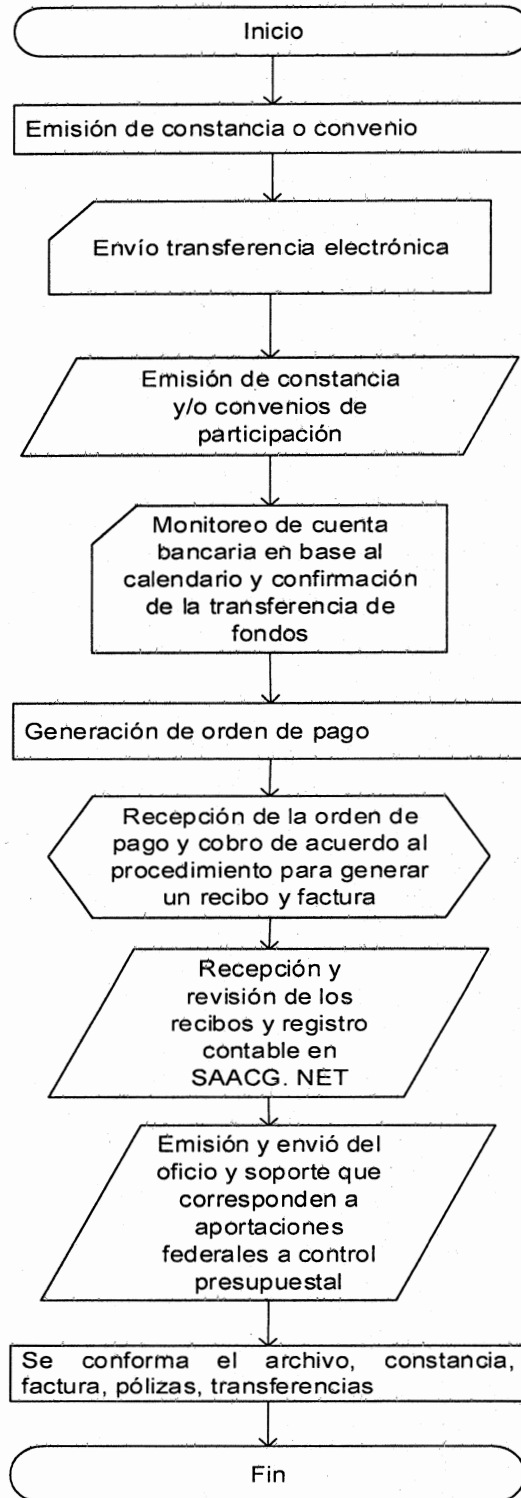 Inicio
Emisión de constancia o convenio
Envío transferencia electrónica
Emisión de constancia
y/o convenios de
participación
Monitoreo de cuenta
bancaria en base al
calendario y confirmación
de la transferencia de
fondos
Generación de orden de pago
Recepción de la orden de
pago y cobro de acuerdo al
procedimiento para generar
un recibo y factura
Recepción y
revisión de los
recibos y registro
contable en
SAACG. NET
Emisión y envió del
oficio y soporte que
corresponden a
aportaciones
federales a control
presupuestal
Se conforma el archivo, constancia,
factura, pólizas, transferencias
Fin